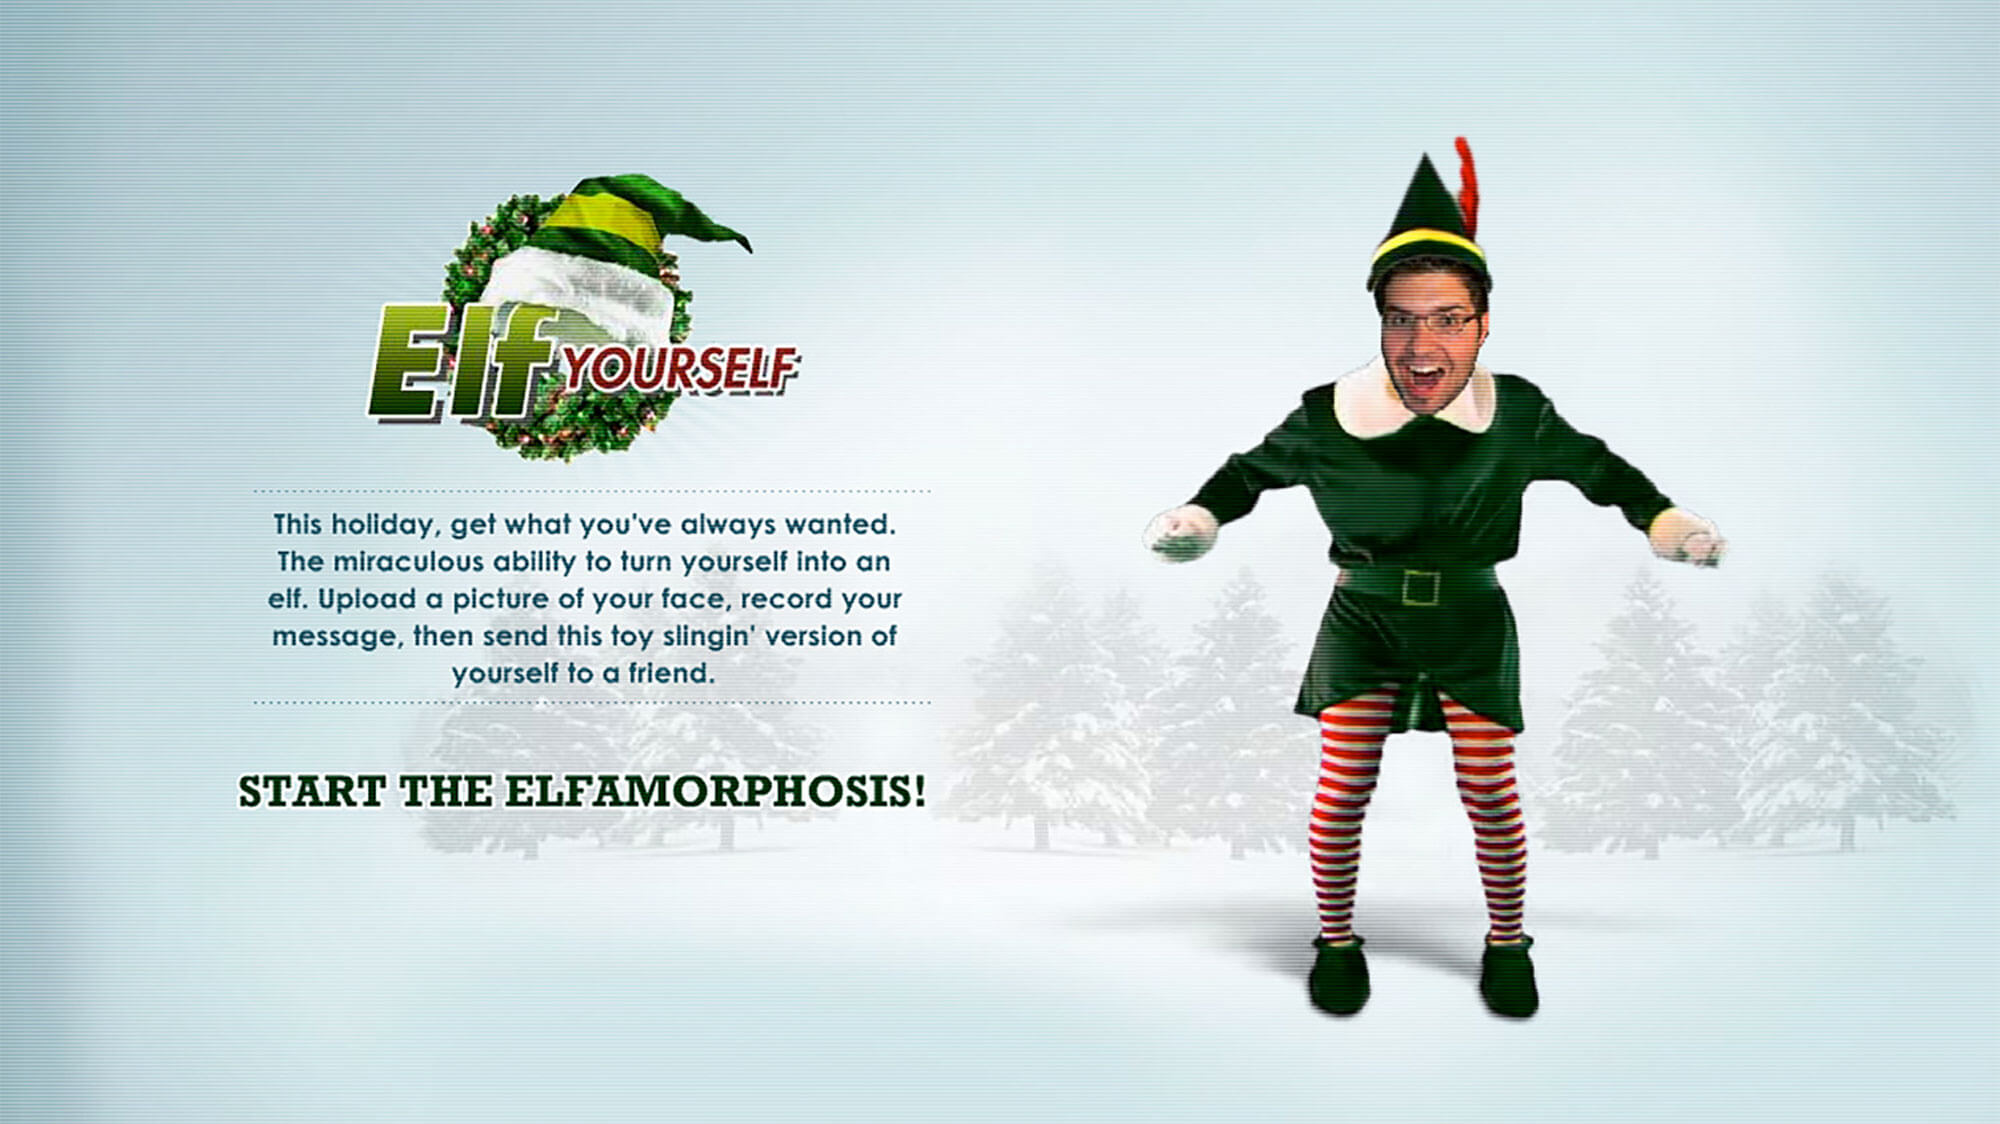 Elf YOURSELF
This holiday, get what you've always wanted.
The miraculous ability to turn yourself into an
elf. Upload a picture of your face, record your
message, then send this toy slingin' version of
yourself to a friend.
START THE ELFAMORPHOSIS!